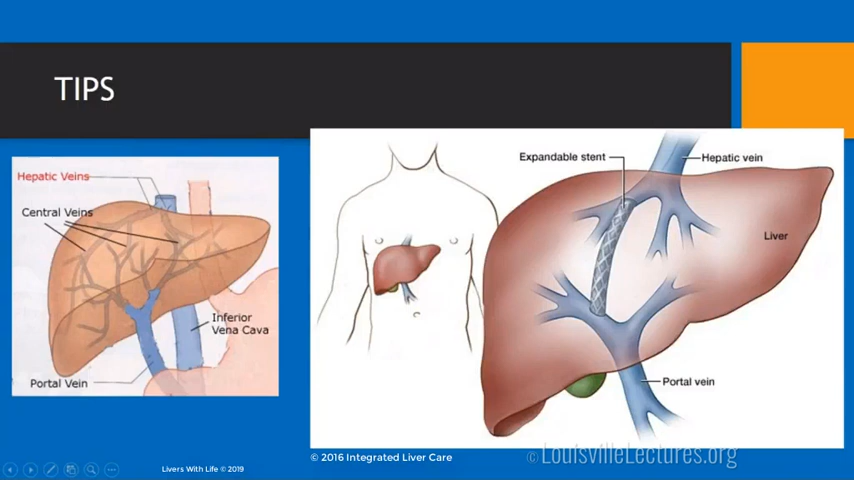 TIPS
Hepatic Veins
Central Veins
Inferior
Vena Cava
Portal Vein
Expandable stent
Hepatic vein
Liver
Portal vein
© 2016 Integrated Liver Care
Livers With Life © 2019
© LouisvilleLectures.org